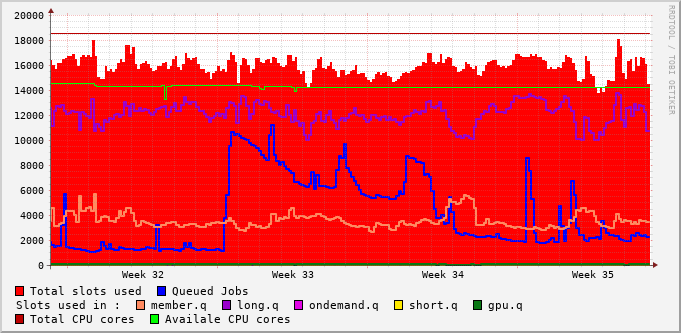 20000
18000
16000
14000
12000
10000
8000
6000
4000
2000
0
Week 32 Week 33 Week 34 Week 35
Total slots used Queued Jobs
Slots used in : member.q long.q ondemand.q short.q gpu.q
Total CPU cores Availale CPU cores
RRDTOOL / TOBI OETIKER